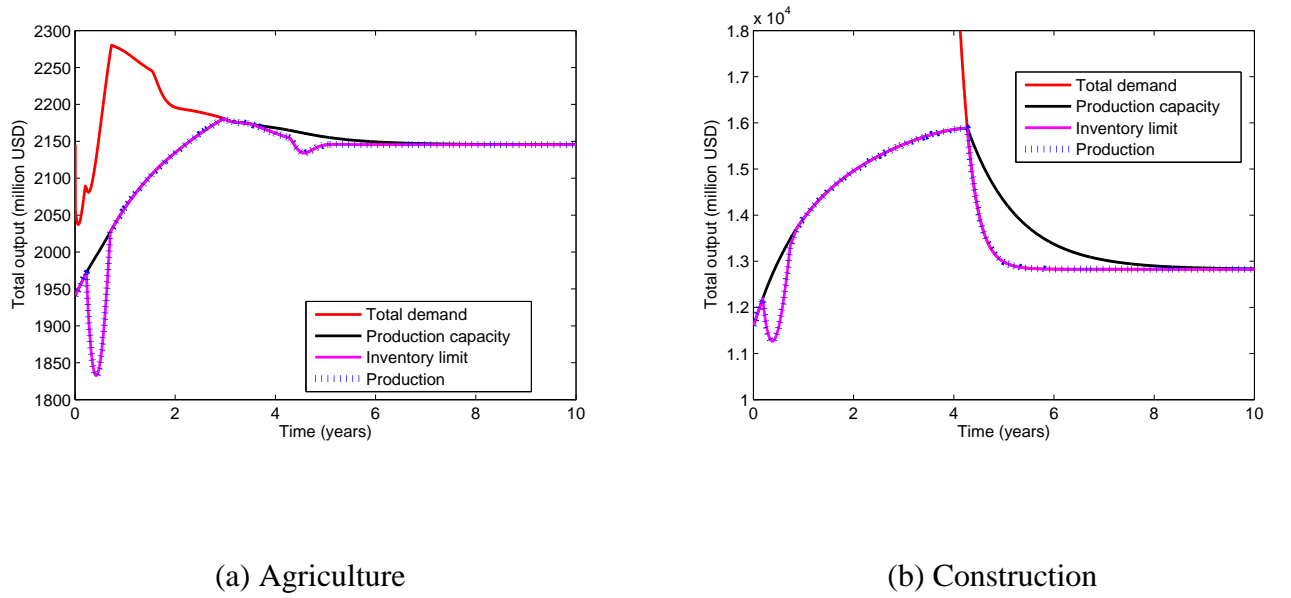 2300
2250
2200
2150
2100
2050
2000
1950
1900
1850
1800
0
2
4
6
8
10
Total output (million USD)
Time (years)
Total demand
Production capacity
Inventory limit
Production
(a) Agriculture
x 10^4
1.8
1.7
1.6
1.5
1.4
1.3
1.2
1.1
1
0
2
4
6
8
10
Total output (million USD)
Time (years)
Total demand
Production capacity
Inventory limit
Production
(b) Construction